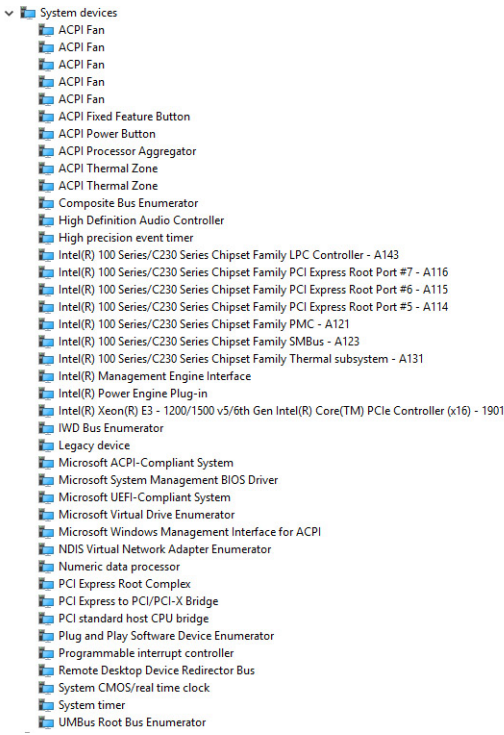 System devices
ACPI Fan
ACPI Fan
ACPI Fan
ACPI Fan
ACPI Fan
ACPI Fixed Feature Button
ACPI Power Button
ACPI Processor Aggregator
ACPI Thermal Zone
ACPI Thermal Zone
Composite Bus Enumerator
High Definition Audio Controller
High precision event timer
Intel(R) 100 Series/C230 Series Chipset Family LPC Controller - A143
Intel(R) 100 Series/C230 Series Chipset Family PCI Express Root Port #7 - A116
Intel(R) 100 Series/C230 Series Chipset Family PCI Express Root Port #6 - A115
Intel(R) 100 Series/C230 Series Chipset Family PCI Express Root Port #5 - A114
Intel(R) 100 Series/C230 Series Chipset Family PMC - A121
Intel(R) 100 Series/C230 Series Chipset Family SMBus - A123
Intel(R) 100 Series/C230 Series Chipset Family Thermal subsystem - A131
Intel(R) Management Engine Interface
Intel(R) Power Engine Plug-in
Intel(R) Xeon(R) E3 - 1200/1500 v5/6th Gen Intel(R) Core(TM) PCIe Controller (x16) - 1901
IWD Bus Enumerator
Legacy device
Microsoft ACPI-Compliant System
Microsoft System Management BIOS Driver
Microsoft UEFI-Compliant System
Microsoft Virtual Drive Enumerator
Microsoft Windows Management Interface for ACPI
NDIS Virtual Network Adapter Enumerator
Numeric data processor
PCI Express Root Complex
PCI Express to PCI/PCI-X Bridge
PCI standard host CPU bridge
Plug and Play Software Device Enumerator
Programmable interrupt controller
Remote Desktop Device Redirector Bus
System CMOS/real time clock
System timer
UMBus Root Bus Enumerator